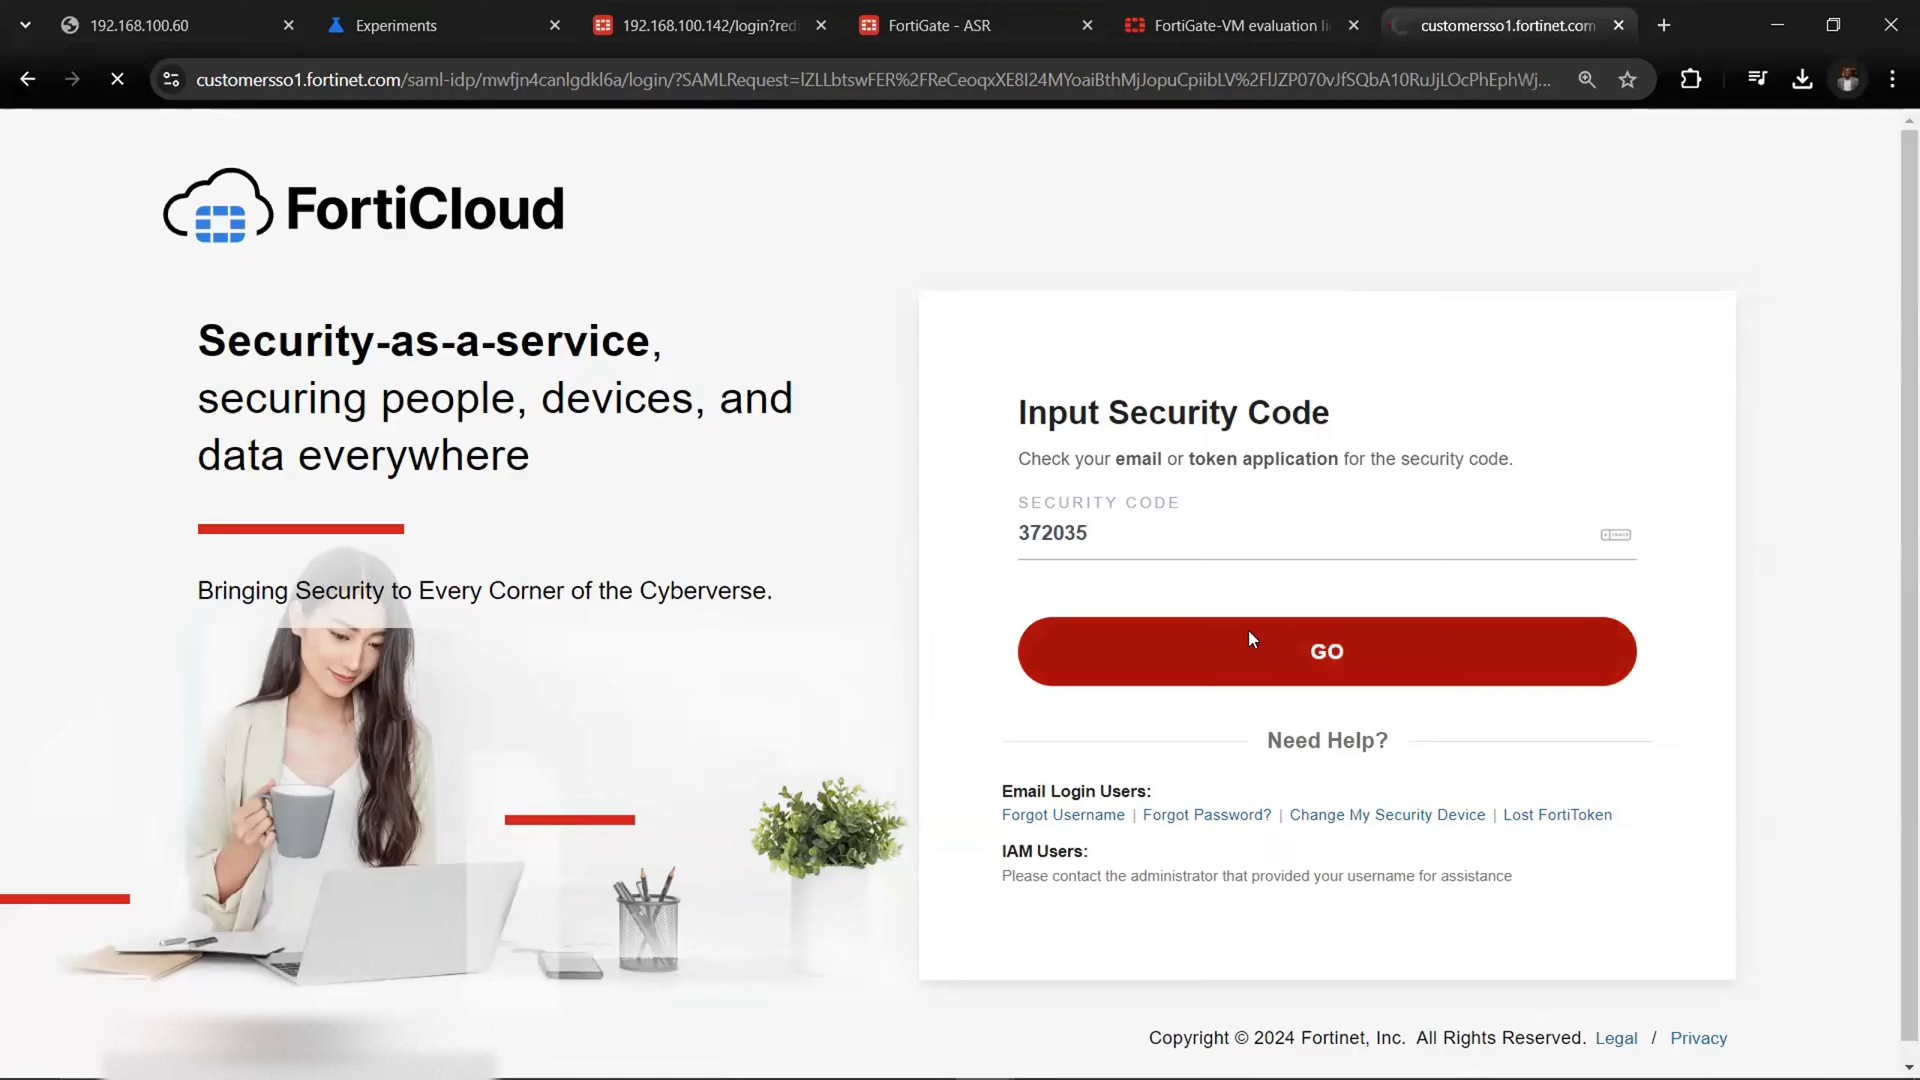 192.168.100.60
Experiments
192.168.100.142/login?red
FortiGate - ASR
FortiGate-VM evaluation li
customersso1.fortinet.com
customersso1.fortinet.com/saml-idp/mwfjn4canlgdkl6a/login/?SAMLRequest=lZLLbtswFER%2FReCeoqxXE8I24MYoaiBthMjJopuCpiibLV%2FlJZP070vJfSQbA10RuJjLOcPhEphWj...
FortiCloud
Security-as-a-service,
securing people, devices, and
data everywhere
Bringing Security to Every Corner of the Cyberverse.
Input Security Code
Check your email or token application for the security code.
SECURITY CODE
372035
GO
Need Help?
Email Login Users:
Forgot Username | Forgot Password? | Change My Security Device | Lost FortiToken
IAM Users:
Please contact the administrator that provided your username for assistance
Copyright © 2024 Fortinet, Inc. All Rights Reserved. Legal / Privacy